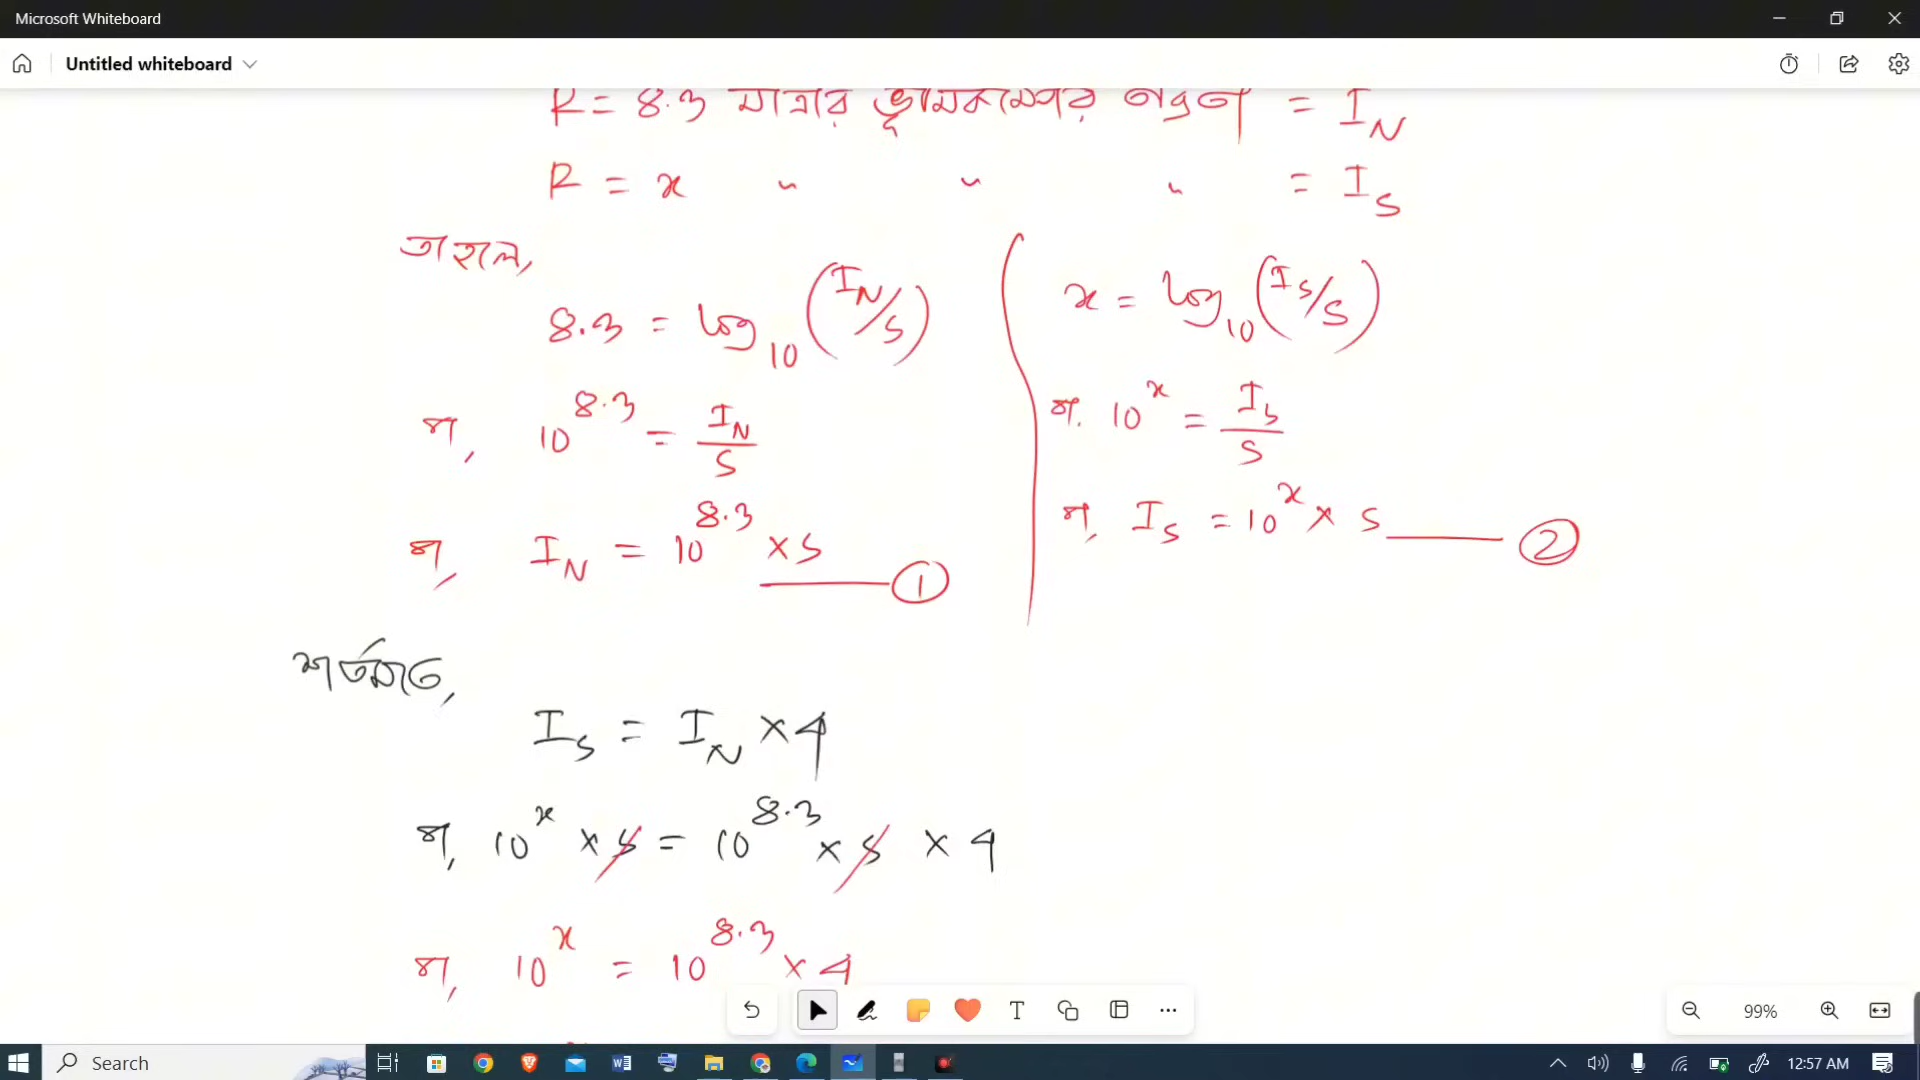 Microsoft Whiteboard
Untitled whiteboard
R = 8.3 মাত্রার ভূমিকম্পের তীব্রতা = I_N
R = x " " " = I_S
তাহলে,
8.3 = log_10 (I_N/S)
বা, 10^8.3 = I_N/S
বা, I_N = 10^8.3 × S ——— ①
x = log_10 (I_S/S)
বা, 10^x = I_S/S
বা, I_S = 10^x × S ——— ②
শর্তমতে,
I_S = I_N × 4
বা, 10^x × S = 10^8.3 × S × 4
বা, 10^x = 10^8.3 × 4
99%
Search
12:57 AM